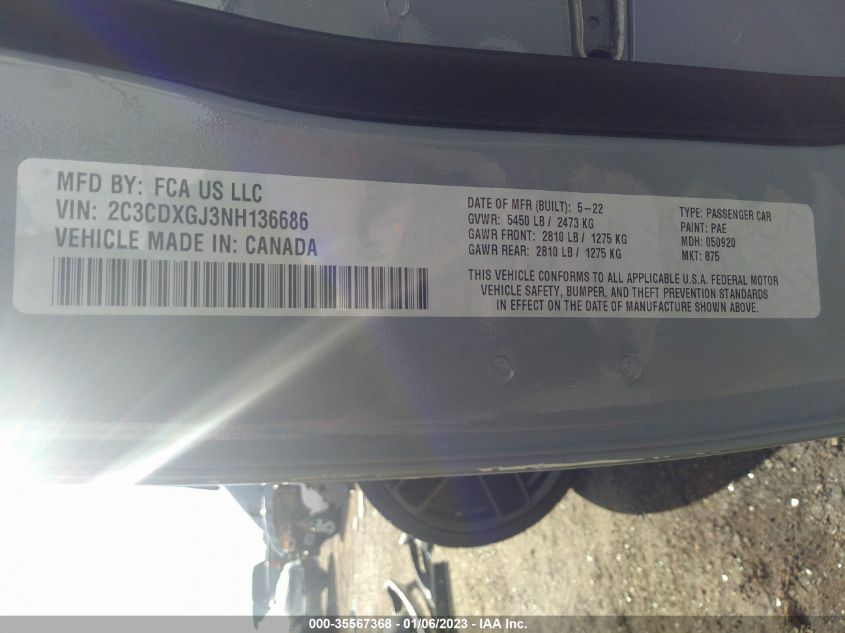 MFD BY: FCA US LLC
VIN: 2C3CDXGJ3NH136686
VEHICLE MADE IN: CANADA
DATE OF MFR (BUILT): 5-22
GVWR: 5450 LB / 2473 KG
GAWR FRONT: 2810 LB / 1275 KG
GAWR REAR: 2810 LB / 1275 KG
TYPE: PASSENGER CAR
PAINT: PAE
MDH: 050920
MKT: 875
THIS VEHICLE CONFORMS TO ALL APPLICABLE U.S.A. FEDERAL MOTOR
VEHICLE SAFETY, BUMPER, AND THEFT PREVENTION STANDARDS
IN EFFECT ON THE DATE OF MANUFACTURE SHOWN ABOVE.
000-35567368 - 01/06/2023 - IAA Inc.